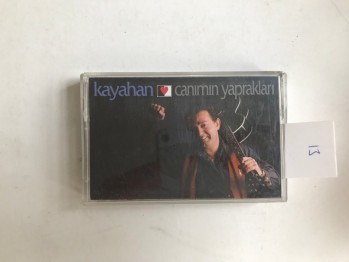 kayahan canımın yaprakları
13